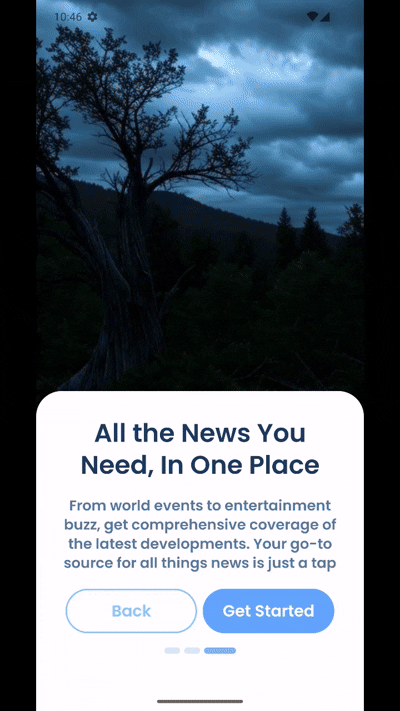 10:46
All the News You
Need, In One Place
From world events to entertainment
buzz, get comprehensive coverage of
the latest developments. Your go-to
source for all things news is just a tap
Back
Get Started